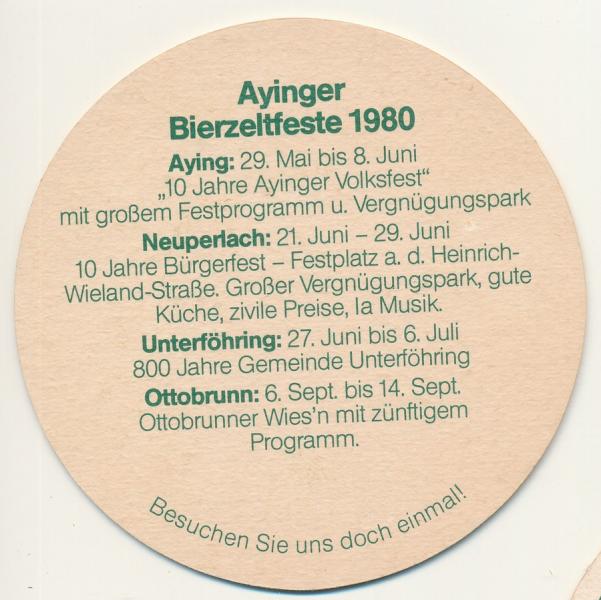 Ayinger
Bierzeltfeste 1980
Aying: 29. Mai bis 8. Juni
„10 Jahre Ayinger Volksfest“
mit großem Festprogramm u. Vergnügungspark
Neuperlach: 21. Juni – 29. Juni
10 Jahre Bürgerfest – Festplatz a. d. Heinrich-
Wieland-Straße. Großer Vergnügungspark, gute
Küche, zivile Preise, Ia Musik.
Unterföhring: 27. Juni bis 6. Juli
800 Jahre Gemeinde Unterföhring
Ottobrunn: 6. Sept. bis 14. Sept.
Ottobrunner Wies'n mit zünftigem
Programm.
Besuchen Sie uns doch einmal!